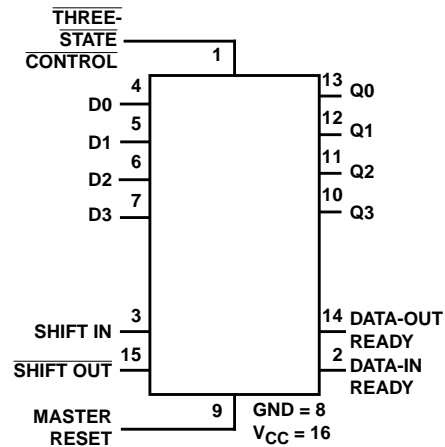 THREE-
STATE
CONTROL
1
4
D0
5
D1
6
D2
7
D3
13
Q0
12
Q1
11
Q2
10
Q3
3
SHIFT IN
15
SHIFT OUT
14
DATA-OUT
READY
2
DATA-IN
READY
MASTER
RESET
9
GND = 8
VCC = 16